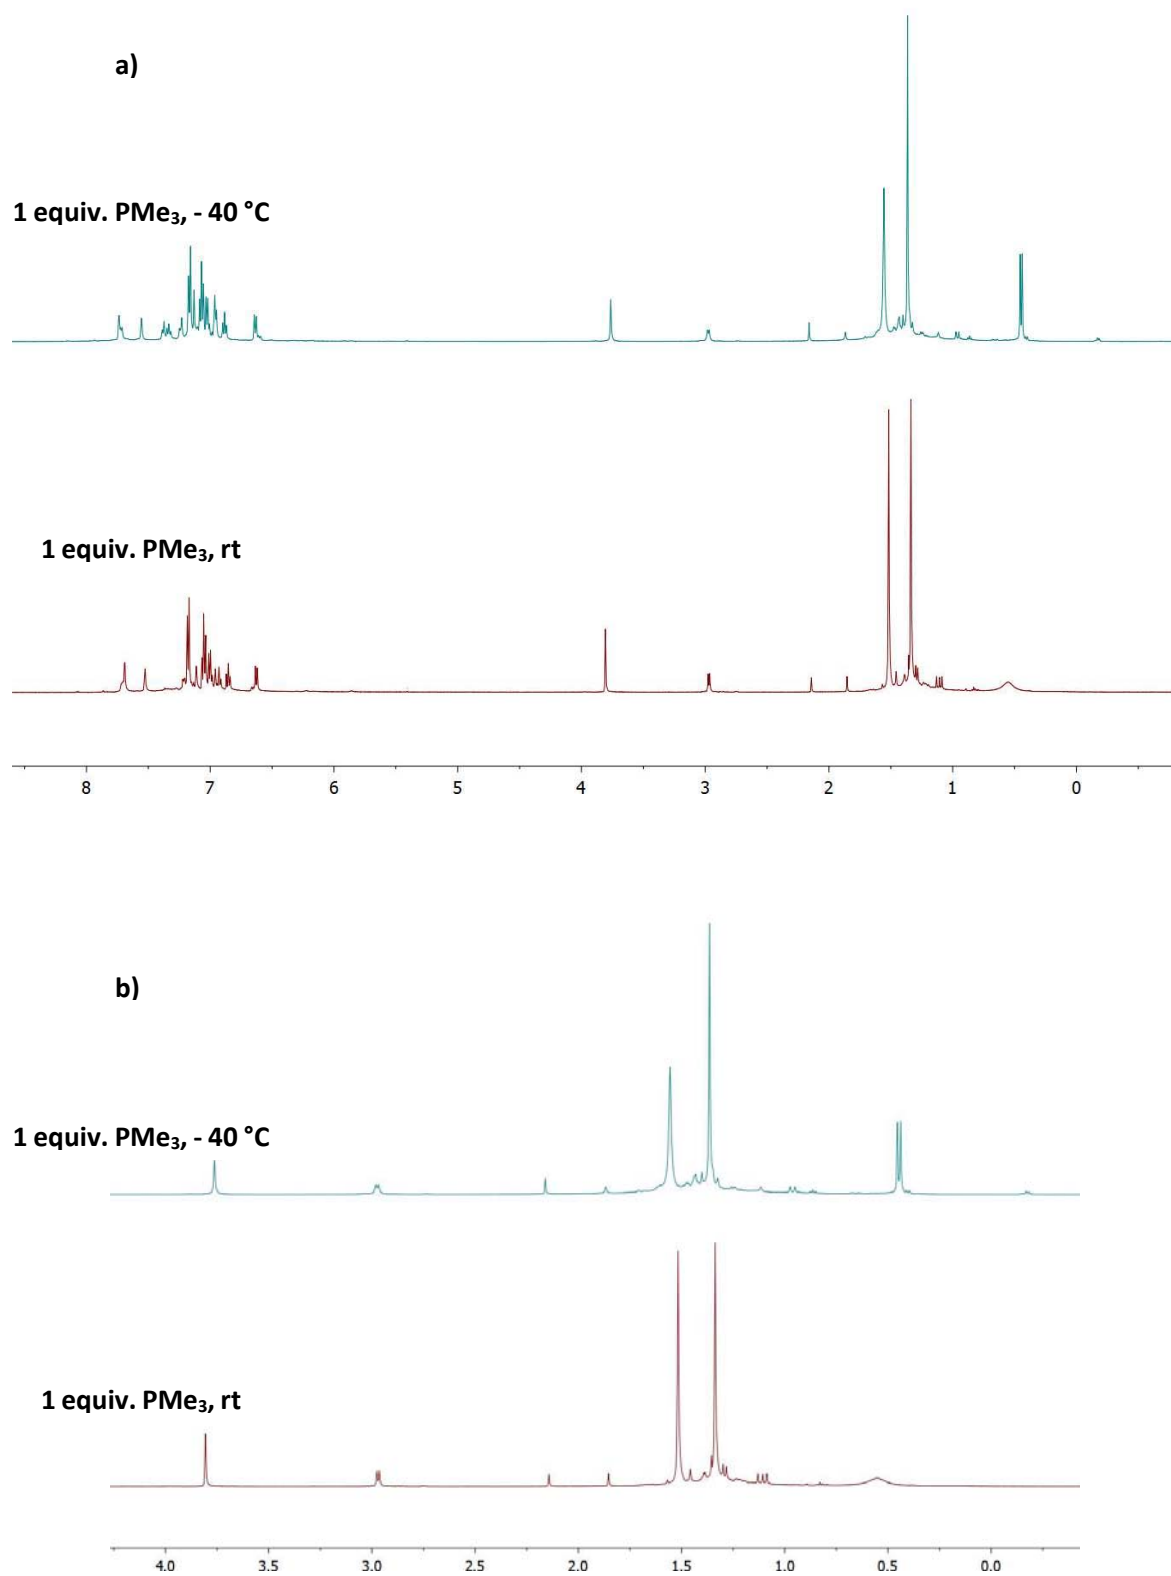 a)
1 equiv. PMe₃, - 40 °C
1 equiv. PMe₃, rt
8 7 6 5 4 3 2 1 0
b)
1 equiv. PMe₃, - 40 °C
1 equiv. PMe₃, rt
4.0 3.5 3.0 2.5 2.0 1.5 1.0 0.5 0.0